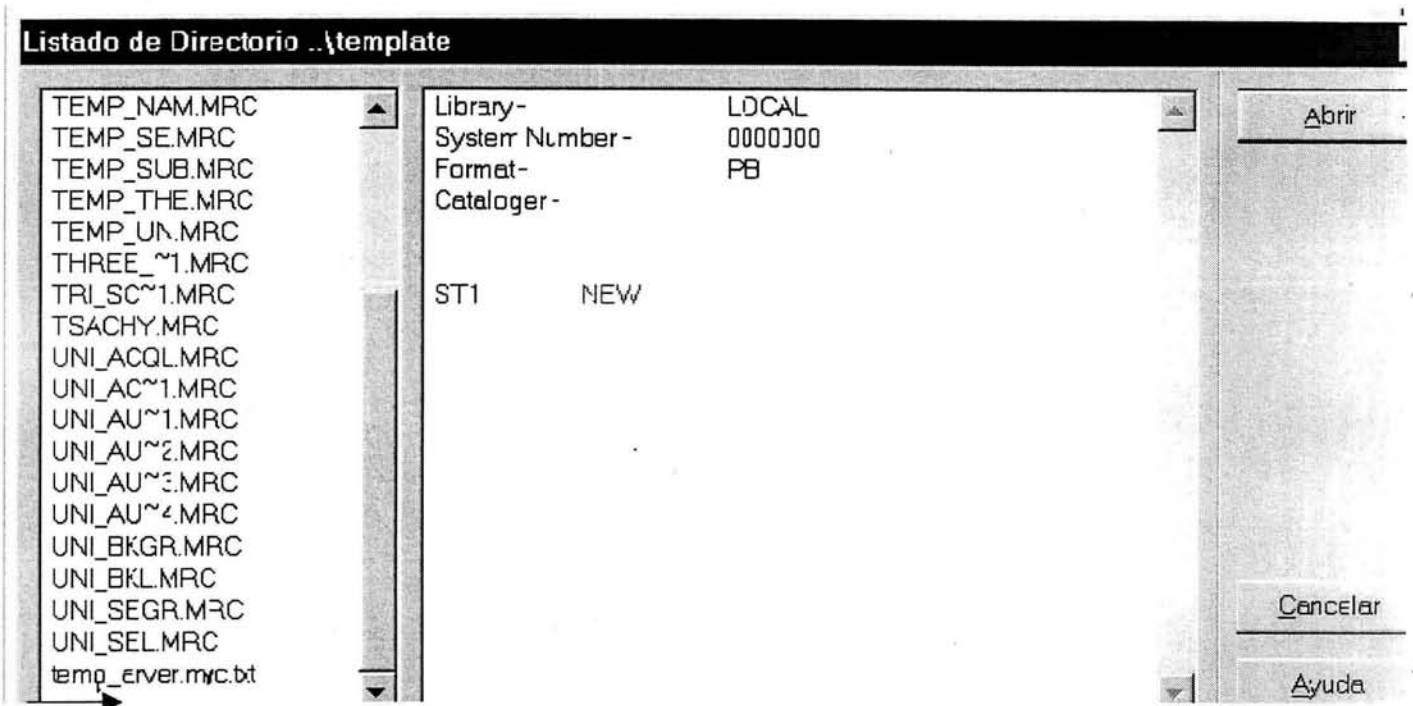 Listado de Directorio ..\template
TEMP_NAM.MRC
TEMP_SE.MRC
TEMP_SUB.MRC
TEMP_THE.MRC
TEMP_UN.MRC
THREE_~1.MRC
TRI_SC~1.MRC
TSACHY.MRC
UNI_ACQL.MRC
UNI_AC~1.MRC
UNI_AU~1.MRC
UNI_AU~2.MRC
UNI_AU~3.MRC
UNI_AU~4.MRC
UNI_BKGR.MRC
UNI_BKL.MRC
UNI_SEGR.MRC
UNI_SEL.MRC
Library- LOCAL
System Number- 0000000
Format- PB
Cataloger-
ST1 NEW
Abrir
Cancelar
Ayuda